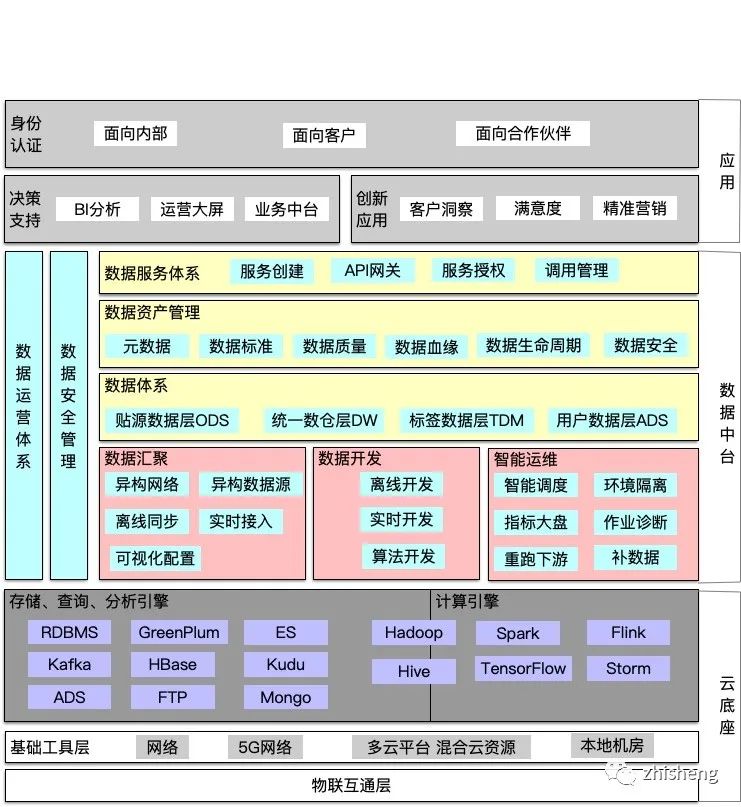 身份
认证
面向内部
面向客户
面向合作伙伴
应用
决策
支持
BI分析
运营大屏
业务中台
创新
应用
客户洞察
满意度
精准营销
数据运营体系
数据安全管理
数据服务体系
服务创建
API网关
服务授权
调用管理
数据中台
数据资产管理
元数据
数据标准
数据质量
数据血缘
数据生命周期
数据安全
数据体系
贴源数据层ODS
统一数仓层DW
标签数据层TDM
用户数据层ADS
数据汇聚
异构网络
异构数据源
离线同步
实时接入
可视化配置
数据开发
离线开发
实时开发
算法开发
智能运维
智能调度
环境隔离
指标大盘
作业诊断
重跑下游
补数据
存储、查询、分析引擎
RDBMS
GreenPlum
ES
Kafka
HBase
Kudu
ADS
FTP
Mongo
计算引擎
Hadoop
Spark
Flink
Hive
TensorFlow
Storm
云底座
基础工具层
网络
5G网络
多云平台 混合云资源
本地机房
物联互通层
zhisheng